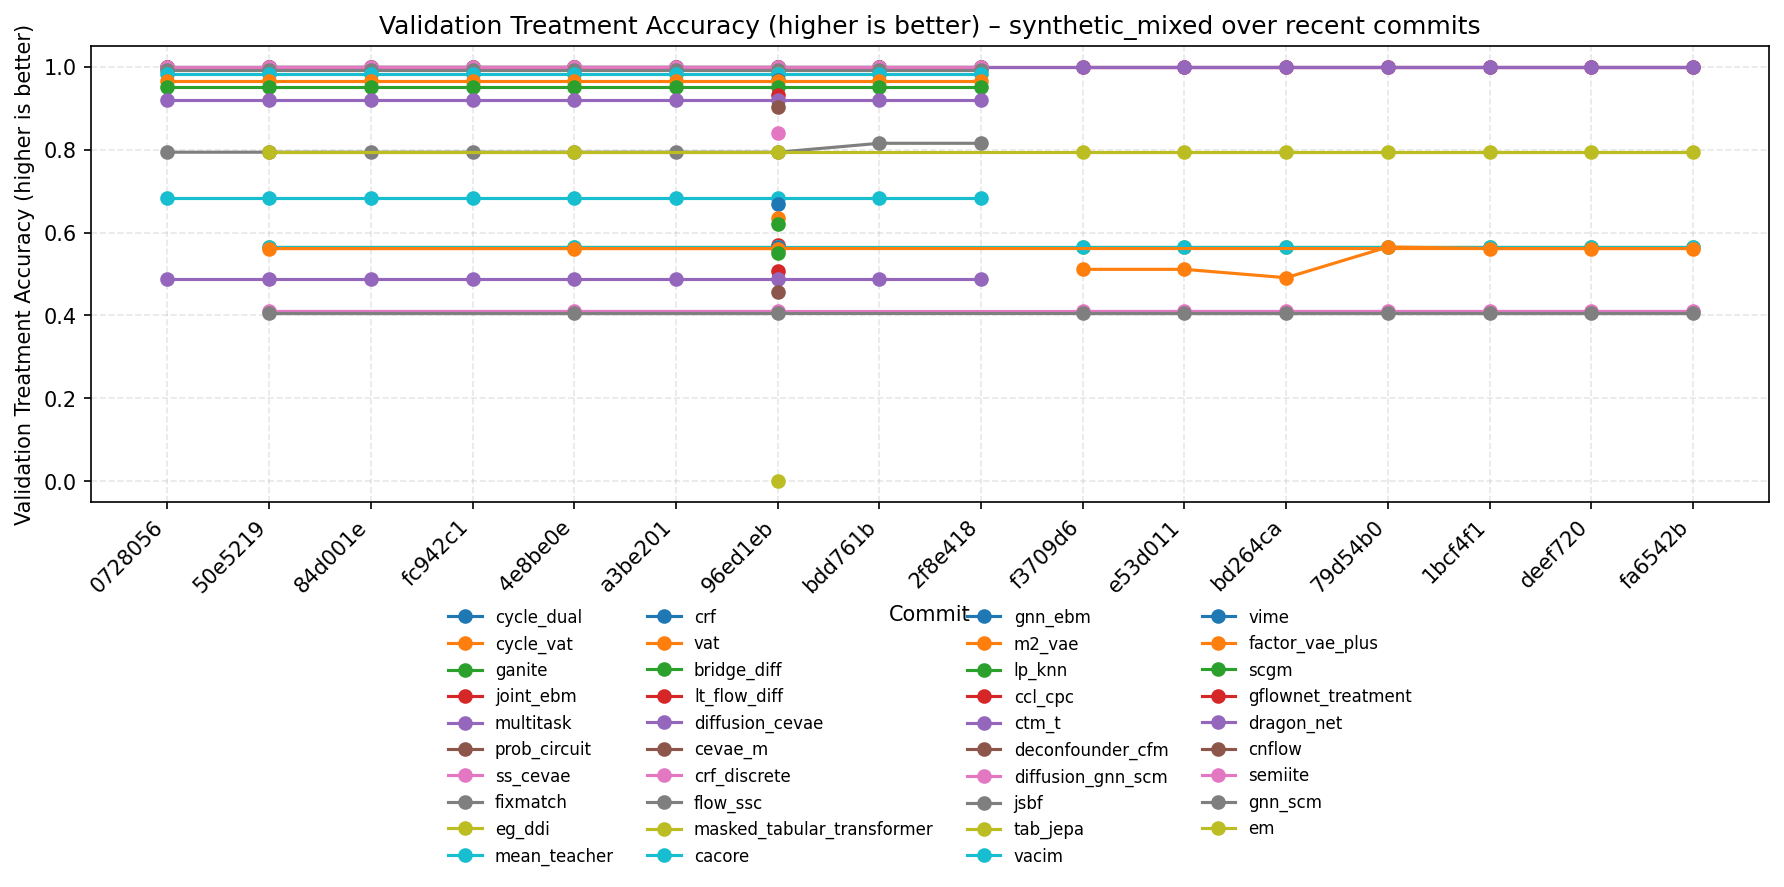 Validation Treatment Accuracy (higher is better) – synthetic_mixed over recent commits
Validation Treatment Accuracy (higher is better)
1.0
0.8
0.6
0.4
0.2
0.0
0728056
50e5219
84d001e
fc942c1
4e8be0e
a3be201
96ed1eb
bdd761b
2f8e418
f3709d6
e53d011
bd264ca
79d54b0
1bcf4f1
deef720
fa6542b
Commit
cycle_dual
cycle_vat
ganite
joint_ebm
multitask
prob_circuit
ss_cevae
fixmatch
eg_ddi
mean_teacher
crf
vat
bridge_diff
lt_flow_diff
diffusion_cevae
cevae_m
crf_discrete
flow_ssc
masked_tabular_transformer
cacore
gnn_ebm
m2_vae
lp_knn
ccl_cpc
ctm_t
deconfounder_cfm
diffusion_gnn_scm
jsbf
tab_jepa
vacim
vime
factor_vae_plus
scgm
gflownet_treatment
dragon_net
cnflow
semiite
gnn_scm
em